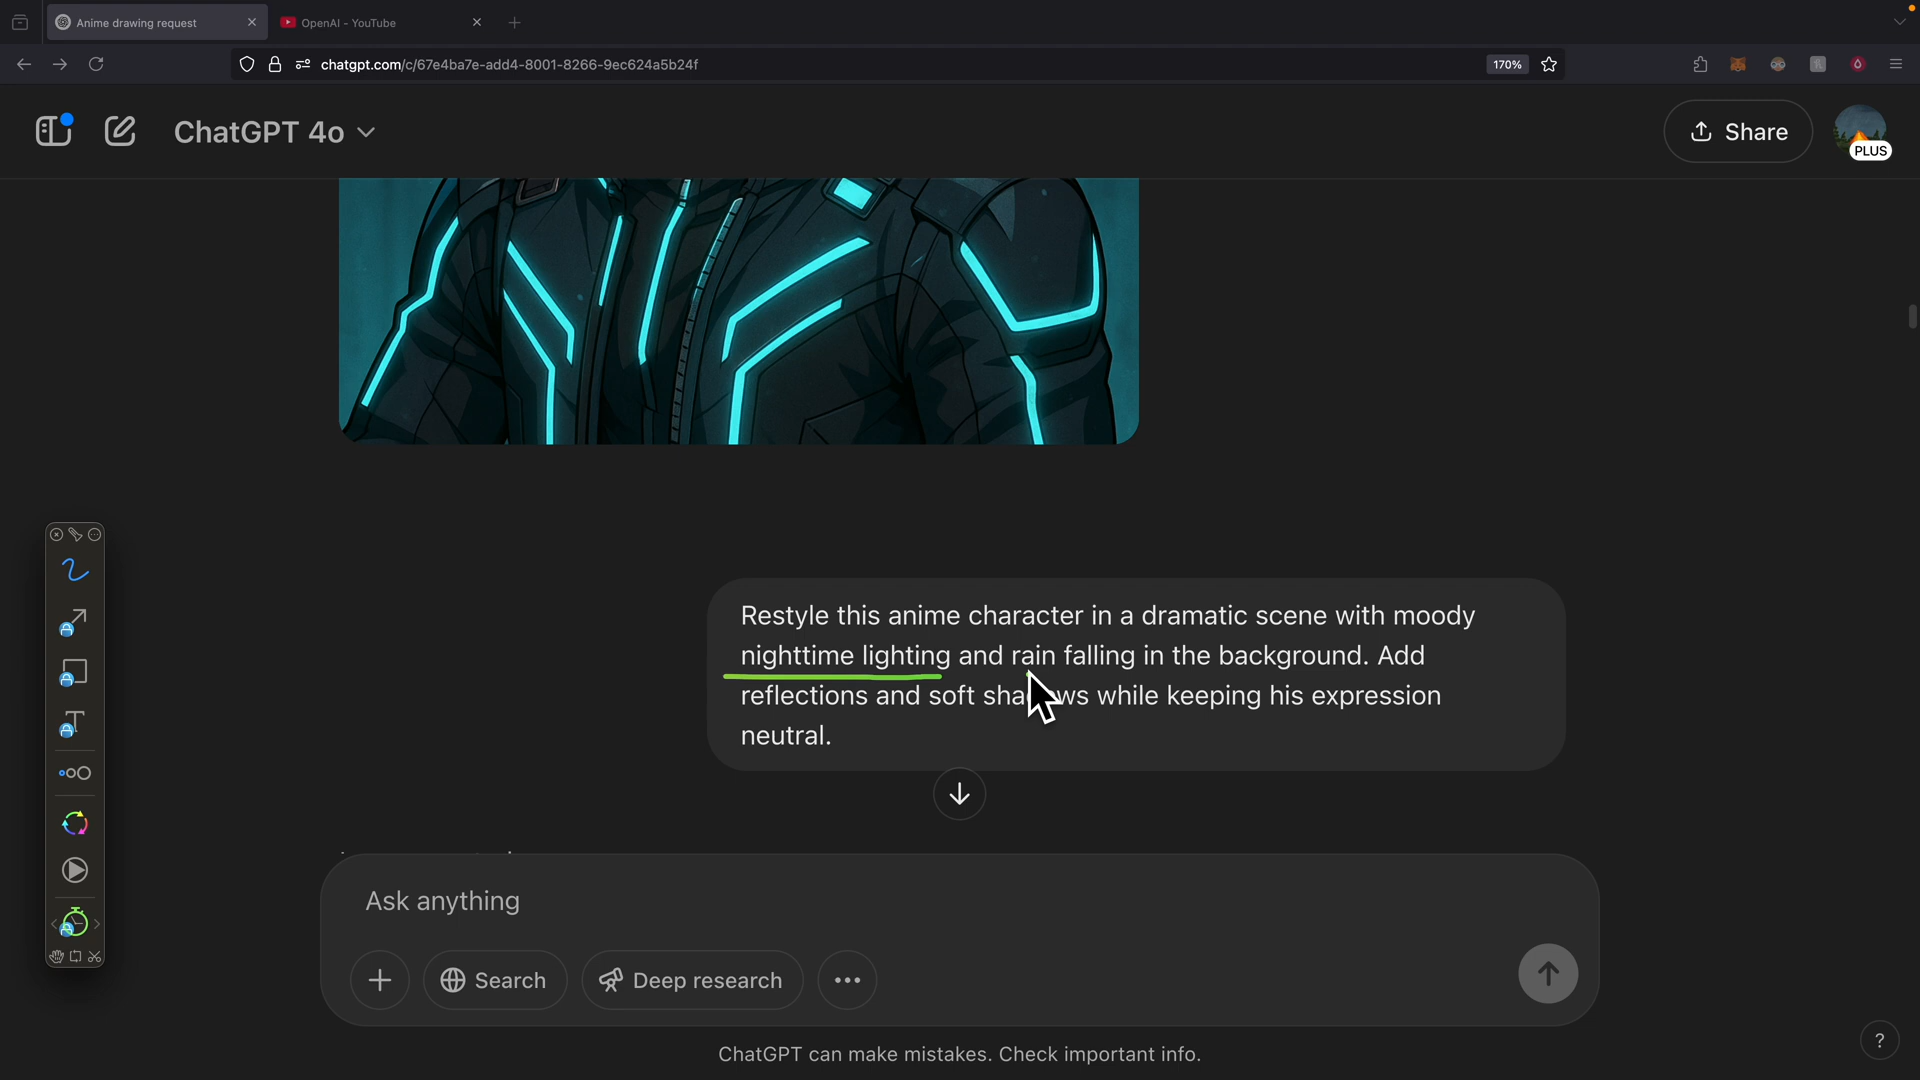 Anime drawing request
OpenAI - YouTube
chatgpt.com/c/67e4ba7e-add4-8001-8266-9ec624a5b24f
170%
ChatGPT 4o
Share
PLUS
Restyle this anime character in a dramatic scene with moody
nighttime lighting and rain falling in the background. Add
reflections and soft shadows while keeping his expression
neutral.
Ask anything
Search
Deep research
ChatGPT can make mistakes. Check important info.
?